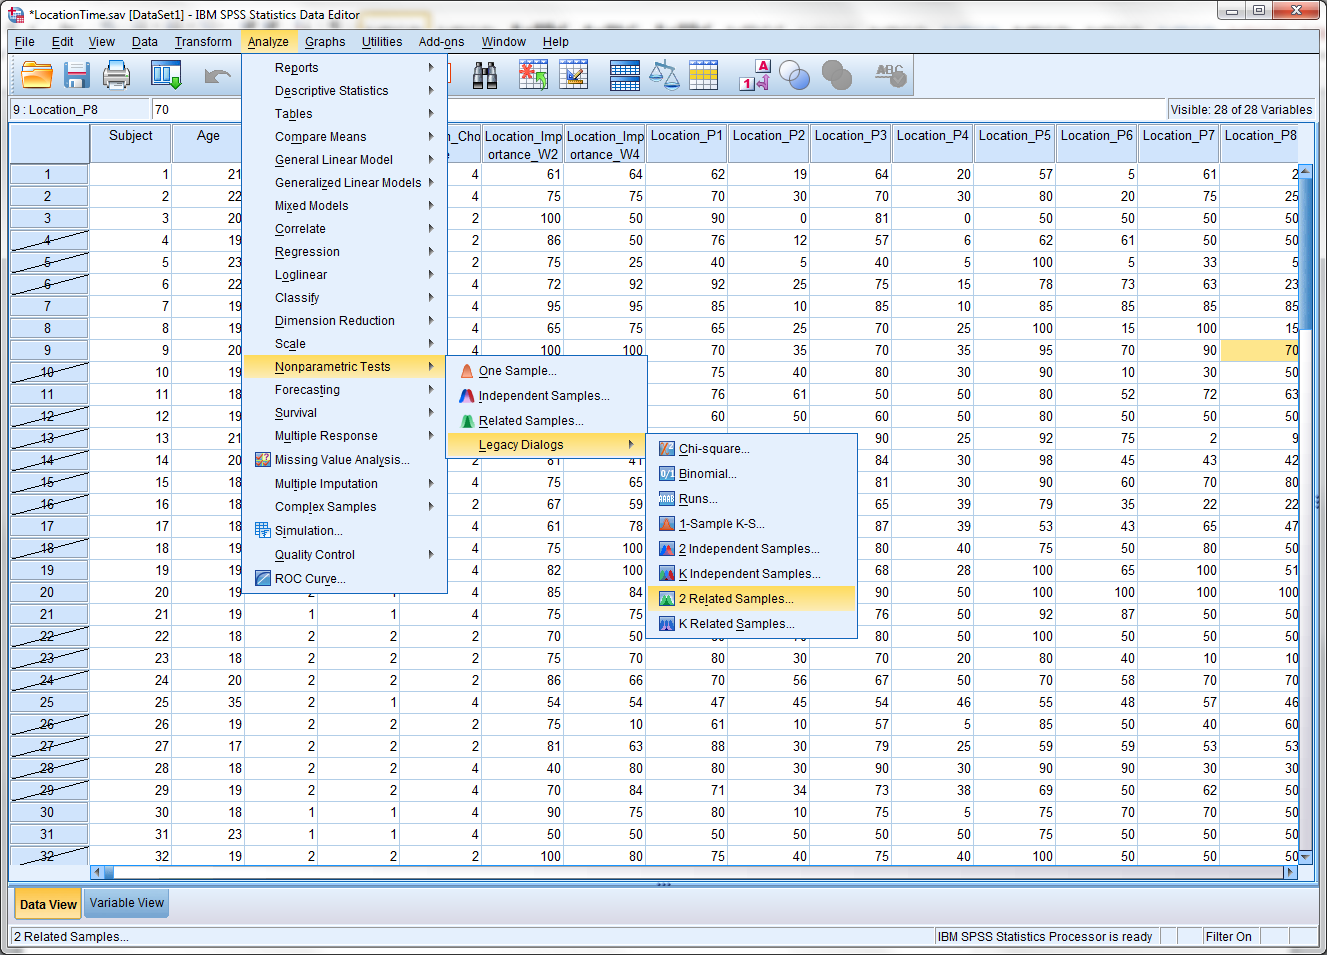 *LocationTime.sav [DataSet1] - IBM SPSS Statistics Data Editor
File Edit View Data Transform Analyze Graphs Utilities Add-ons Window Help
9 : Location_P8 70 Visible: 28 of 28 Variables
Subject Age n_Cho e Location_Imp ortance_W2 Location_Imp ortance_W4 Location_P1 Location_P2 Location_P3 Location_P4 Location_P5 Location_P6 Location_P7 Location_P8
1 1 21 4 61 64 62 19 64 20 57 5 61 2
2 2 22 4 75 75 70 30 70 30 80 20 75 25
3 3 20 2 100 50 90 0 81 0 50 50 50 50
4 4 19 2 86 50 76 12 57 6 62 61 50 50
5 5 23 2 75 25 40 5 40 5 100 5 33 5
6 6 22 4 72 92 92 25 75 15 78 73 63 23
7 7 19 4 95 95 85 10 85 10 85 85 85 85
8 8 19 4 65 75 65 25 70 25 100 15 100 15
9 9 20 4 100 100 70 35 70 35 95 70 90 70
10 10 19 75 40 80 30 90 10 30 50
11 11 18 76 61 50 50 80 52 72 63
12 12 19 60 50 60 50 50 50 50 50
13 13 21 90 25 92 75 2 9
14 14 20 2 81 41 84 30 98 45 43 42
15 15 18 4 75 65 81 30 90 60 70 80
16 16 18 2 67 59 65 39 79 35 22 22
17 17 18 4 61 78 87 39 53 43 65 47
18 18 19 4 75 100 80 40 75 50 80 50
19 19 19 4 82 100 68 28 100 65 100 51
20 20 19 2 1 4 85 84 100 100 100 100 100 100
21 21 19 1 1 4 75 75 90 50 92 87 50 50
22 22 18 2 2 2 70 50 80 50 100 50 50 50
23 23 18 2 2 2 75 70 80 30 70 20 80 40 10 10
24 24 20 2 2 2 86 66 70 56 67 50 70 58 70 70
25 25 35 2 1 4 54 54 47 45 54 46 55 48 57 46
26 26 19 2 2 2 75 10 61 10 57 5 85 50 40 60
27 27 17 2 2 2 81 63 88 30 79 25 59 59 53 53
28 28 18 2 2 4 40 80 80 30 90 30 90 90 30 30
29 29 19 2 2 2 70 84 71 34 73 38 69 50 62 50
30 30 18 1 1 4 90 75 80 10 75 5 75 70 70 50
31 31 23 1 1 4 50 50 50 50 50 50 75 50 50 50
32 32 19 2 2 2 100 80 75 40 75 40 100 50 50 50
Reports
Descriptive Statistics
Tables
Compare Means
General Linear Model
Generalized Linear Models
Mixed Models
Correlate
Regression
Loglinear
Classify
Dimension Reduction
Scale
Nonparametric Tests
Forecasting
Survival
Multiple Response
Missing Value Analysis...
Multiple Imputation
Complex Samples
Simulation...
Quality Control
ROC Curve...
One Sample...
Independent Samples...
Related Samples...
Legacy Dialogs
Chi-square...
Binomial...
Runs...
1-Sample K-S...
2 Independent Samples...
K Independent Samples...
2 Related Samples...
K Related Samples...
Data View Variable View
2 Related Samples... IBM SPSS Statistics Processor is ready Filter On